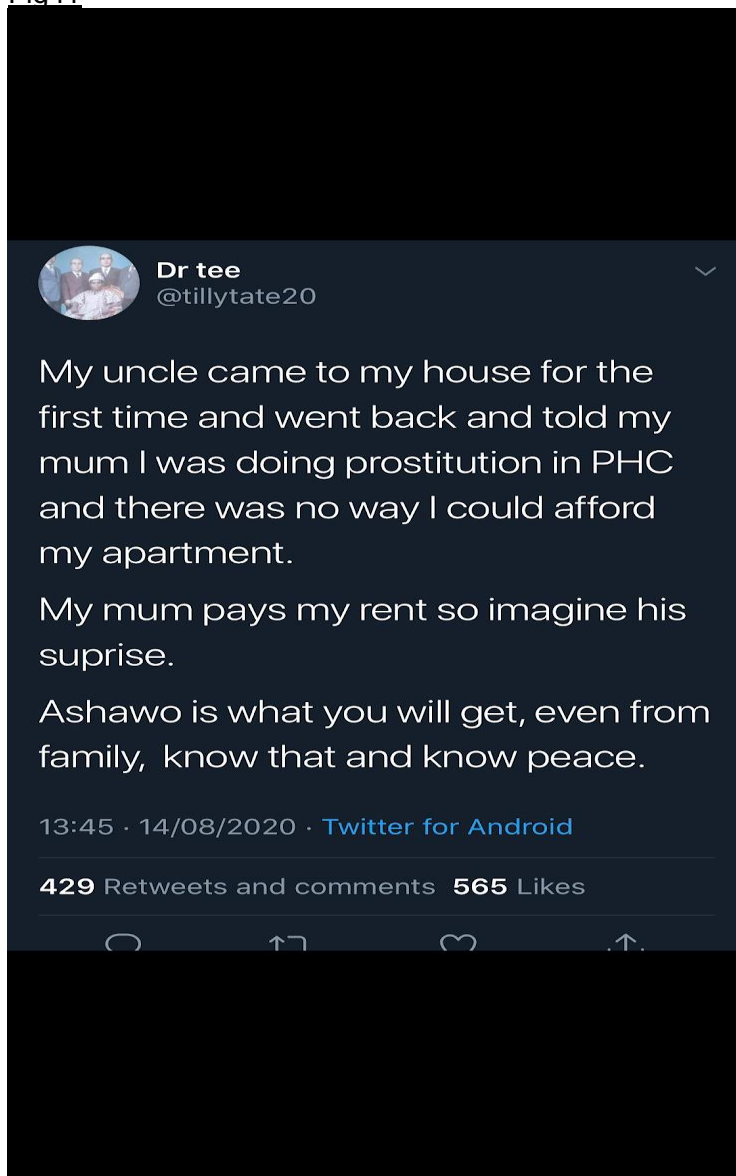 Dr tee
@tillytate20
My uncle came to my house for the
first time and went back and told my
mum I was doing prostitution in PHC
and there was no way I could afford
my apartment.
My mum pays my rent so imagine his
suprise.
Ashawo is what you will get, even from
family, know that and know peace.
13:45 · 14/08/2020 · Twitter for Android
429 Retweets and comments 565 Likes